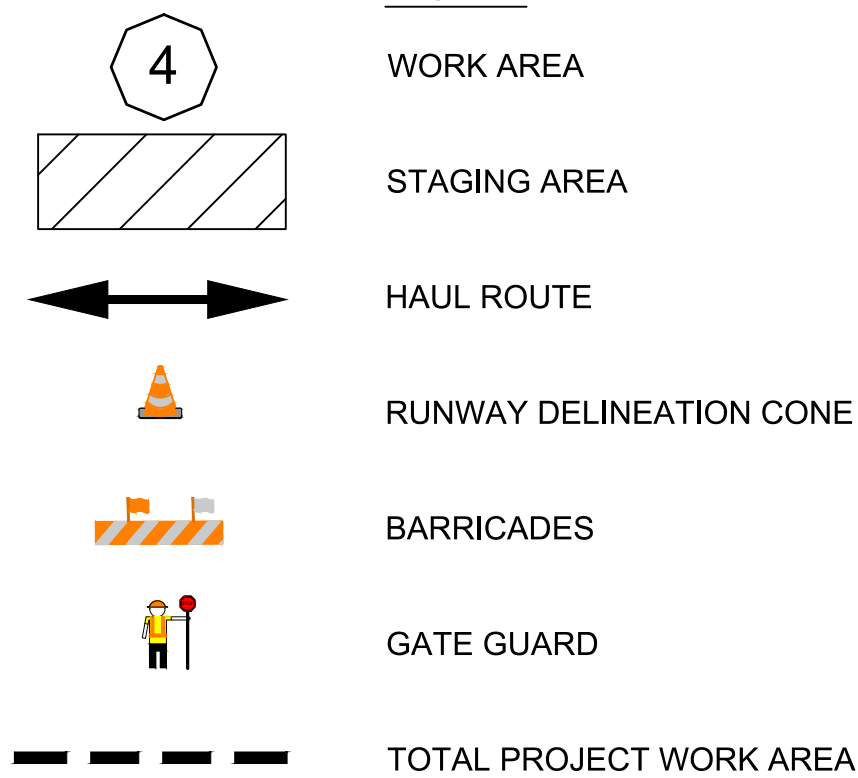 4
WORK AREA
STAGING AREA
HAUL ROUTE
RUNWAY DELINEATION CONE
BARRICADES
GATE GUARD
TOTAL PROJECT WORK AREA